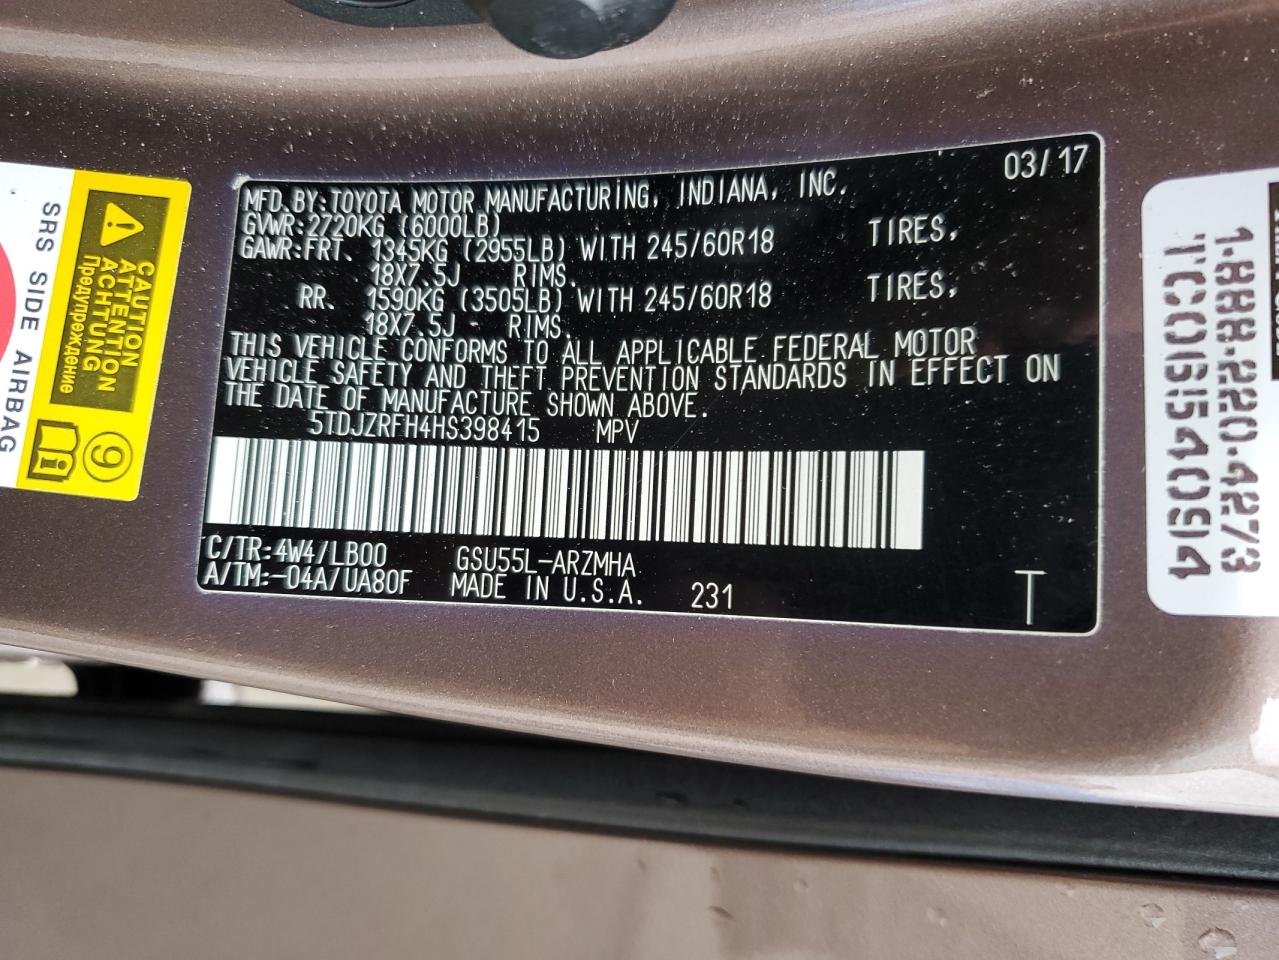 03/17
MFD.BY:TOYOTA MOTOR MANUFACTURING, INDIANA, INC.
GVWR:2720KG (6000LB)
GAWR:FRT. 1345KG (2955LB) WITH 245/60R18 TIRES,
18X7.5J RIMS.
RR. 1590KG (3505LB) WITH 245/60R18 TIRES,
18X7.5J RIMS.
THIS VEHICLE CONFORMS TO ALL APPLICABLE FEDERAL MOTOR
VEHICLE SAFETY AND THEFT PREVENTION STANDARDS IN EFFECT ON
THE DATE OF MANUFACTURE SHOWN ABOVE.
5TDJZRFH4HS398415 MPV
C/TR:4W4/LB00 GSU55L-ARZMHA
A/TM:-04A/UA80F MADE IN U.S.A. 231
T
CAUTION
ATTENTION
ACHTUNG
Предупреждение
9
SRS SIDE AIRBAG
1-888-220-4273